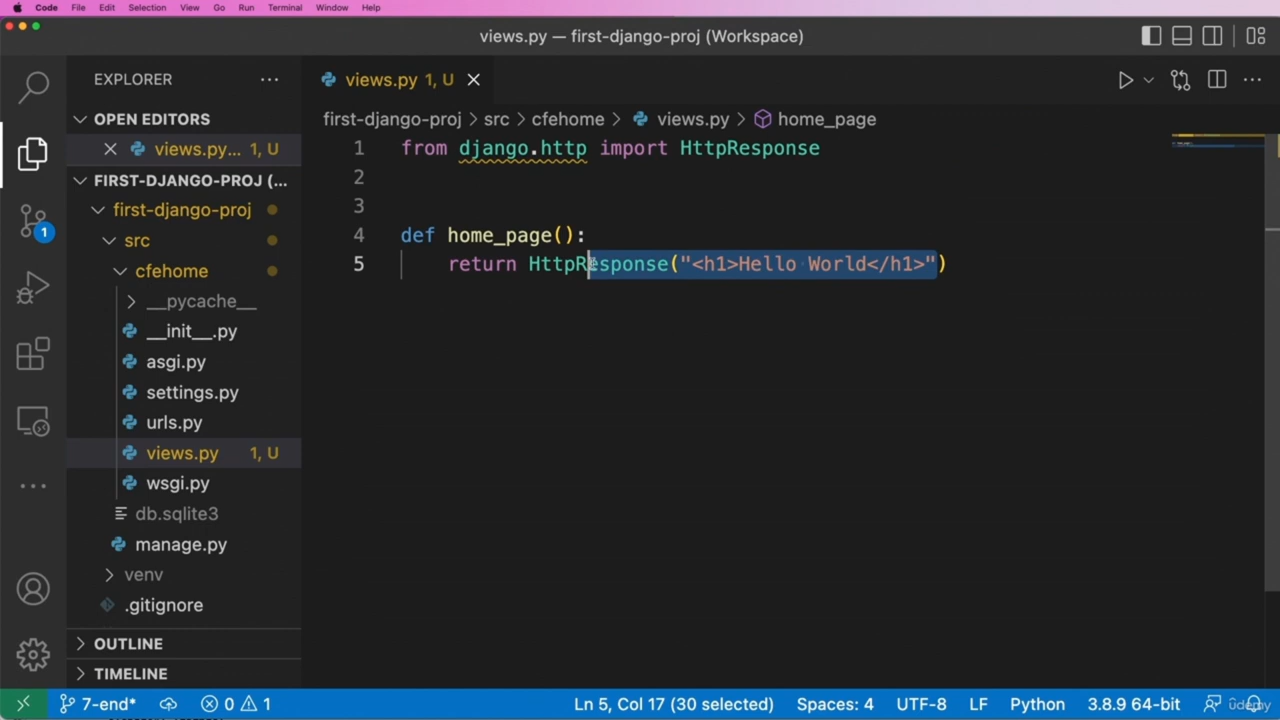 Code File Edit Selection View Go Run Terminal Window Help
views.py — first-django-proj (Workspace)
EXPLORER
views.py 1, U
OPEN EDITORS
views.py... 1, U
FIRST-DJANGO-PROJ (...
first-django-proj
src
cfehome
__pycache__
__init__.py
asgi.py
settings.py
urls.py
views.py 1, U
wsgi.py
db.sqlite3
manage.py
venv
.gitignore
OUTLINE
TIMELINE
1
first-django-proj > src > cfehome > views.py > home_page
1 from django.http import HttpResponse
2
3
4 def home_page():
5 return HttpResponse("<h1>Hello World</h1>")
7-end* 0 1 Ln 5, Col 17 (30 selected) Spaces: 4 UTF-8 LF Python 3.8.9 64-bit
udemy